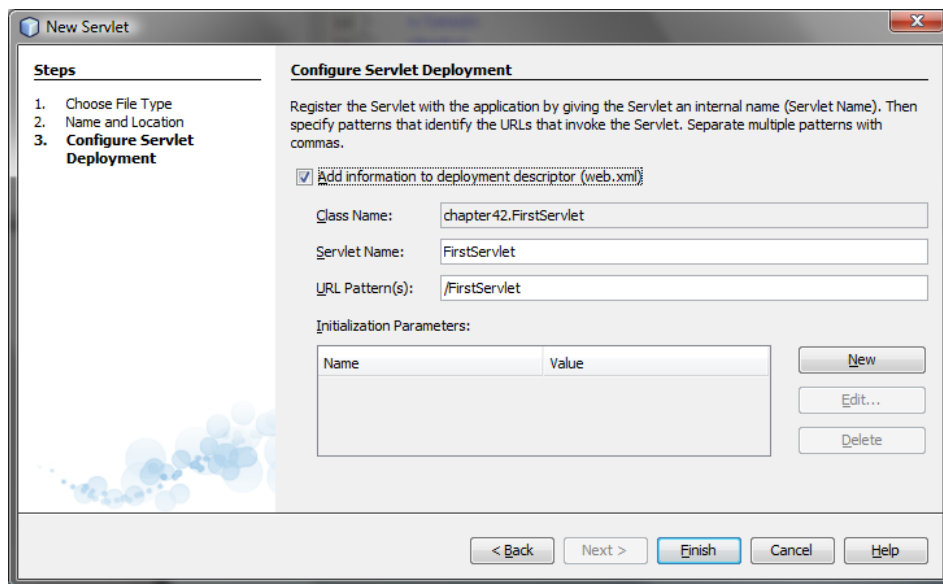 New Servlet
Steps
1. Choose File Type
2. Name and Location
3. Configure Servlet
Deployment
Configure Servlet Deployment
Register the Servlet with the application by giving the Servlet an internal name (Servlet Name). Then
specify patterns that identify the URLs that invoke the Servlet. Separate multiple patterns with
commas.
Add information to deployment descriptor (web.xml)
Class Name: chapter42.FirstServlet
Servlet Name: FirstServlet
URL Pattern(s): /FirstServlet
Initialization Parameters:
Name Value
New
Edit...
Delete
< Back Next > Finish Cancel Help